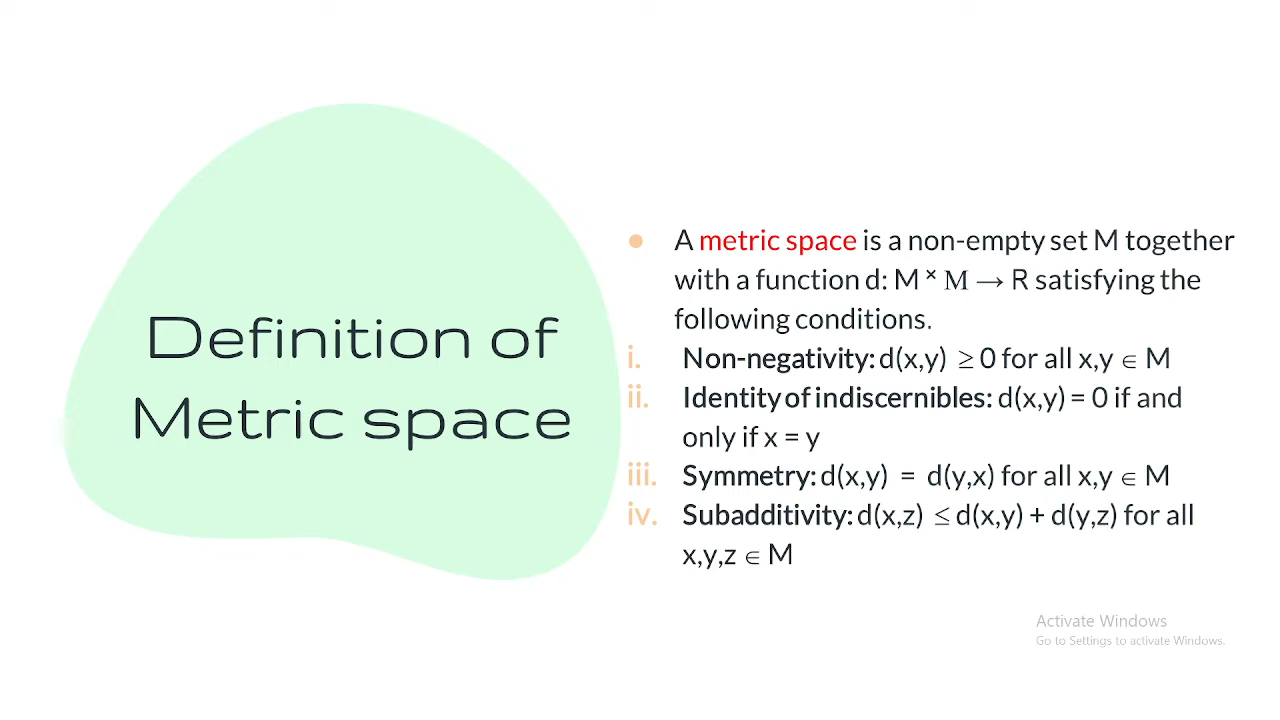 Definition of
Metric space
● A metric space is a non-empty set M together
with a function d: M × M → R satisfying the
following conditions.
i. Non-negativity: d(x,y) ≥ 0 for all x,y ∈ M
ii. Identity of indiscernibles: d(x,y) = 0 if and
only if x = y
iii. Symmetry: d(x,y) = d(y,x) for all x,y ∈ M
iv. Subadditivity: d(x,z) ≤ d(x,y) + d(y,z) for all
x,y,z ∈ M
Activate Windows
Go to Settings to activate Windows.